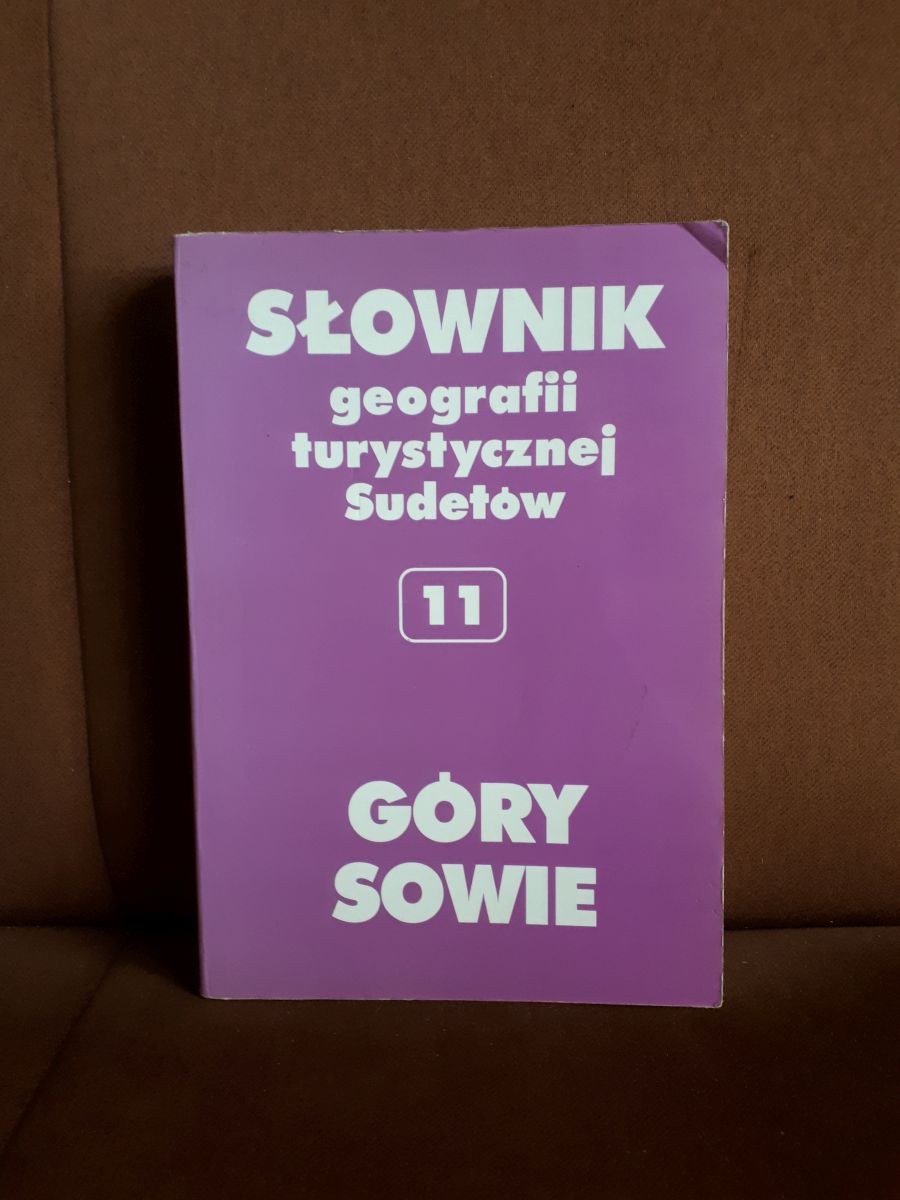 SŁOWNIK
geografii
turystycznej
Sudetów
11
GÓRY
SOWIE